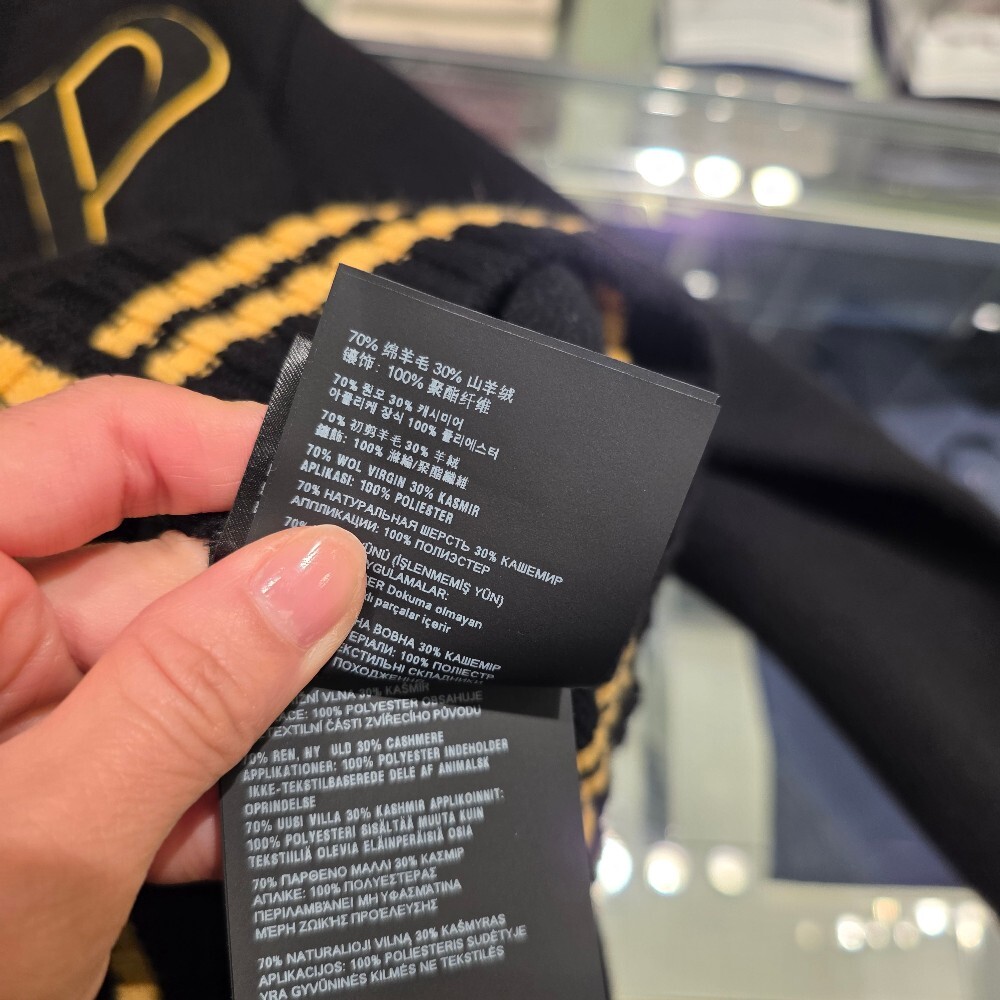 P
70% 绵羊毛 30% 山羊绒
镶饰: 100% 聚酯纤维
70% 원모 30% 캐시미어
아플리케 장식 100% 폴리에스터
70% 初剪羊毛 30% 羊絨
鑲飾: 100% 滌綸/聚酯纖維
70% WOL VIRGIN 30% KASMIR
APLIKASI: 100% POLIESTER
70% НАТУРАЛЬНАЯ ШЕРСТЬ 30% КАШЕМИР
АППЛИКАЦИИ: 100% ПОЛИЭСТЕР
70%
YÜNÜ (İŞLENMEMİŞ YÜN)
UYGULAMALAR:
Dokuma olmayan
parçalar içerir
ВОВНА 30% КАШЕМІР
100% ПОЛІЕСТР
СКЛАДНИКИ
ПОХОДЖЕННЯ
VLNA 30% KAŠMÍR
100% POLYESTER OBSAHUJE
TEXTILNÍ ČÁSTI ZVÍŘECÍHO PŮVODU
70% REN, NY ULD 30% CASHMERE
APPLIKATIONER: 100% POLYESTER INDEHOLDER
IKKE-TEKSTILBASEREDE DELE AF ANIMALSK
OPRINDELSE
70% UUSI VILLA 30% KASHMIR APPLIKOINNIT:
100% POLYESTERI SISÄLTÄÄ MUUTA KUIN
TEKSTIILIÄ OLEVIA ELÄINPERÄISIÄ OSIA
70% ΠΑΡΘΕΝΟ ΜΑΛΛΙ 30% ΚΑΣΜΙΡ
ΑΠΛΙΚΕ: 100% ΠΟΛΥΕΣΤΕΡΑΣ
ΠΕΡΙΛΑΜΒΑΝΕΙ ΜΗ ΥΦΑΣΜΑΤΙΝΑ
ΜΕΡΗ ΖΩΙΚΗΣ ΠΡΟΕΛΕΥΣΗΣ
70% NATURALIOJI VILNA 30% KAŠMYRAS
APLIKACIJOS: 100% POLIESTERIS SUDĖTYJE
YRA GYVŪNINĖS KILMĖS NE TEKSTILĖS